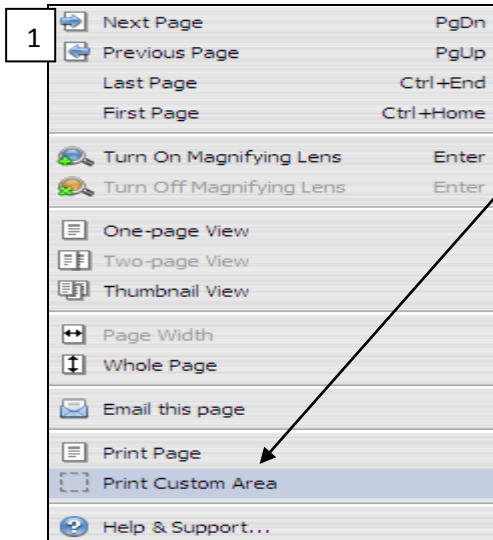 1
Next Page PgDn
Previous Page PgUp
Last Page Ctrl+End
First Page Ctrl+Home
Turn On Magnifying Lens Enter
Turn Off Magnifying Lens Enter
One-page View
Two-page View
Thumbnail View
Page Width
Whole Page
Email this page
Print Page
Print Custom Area
Help & Support...